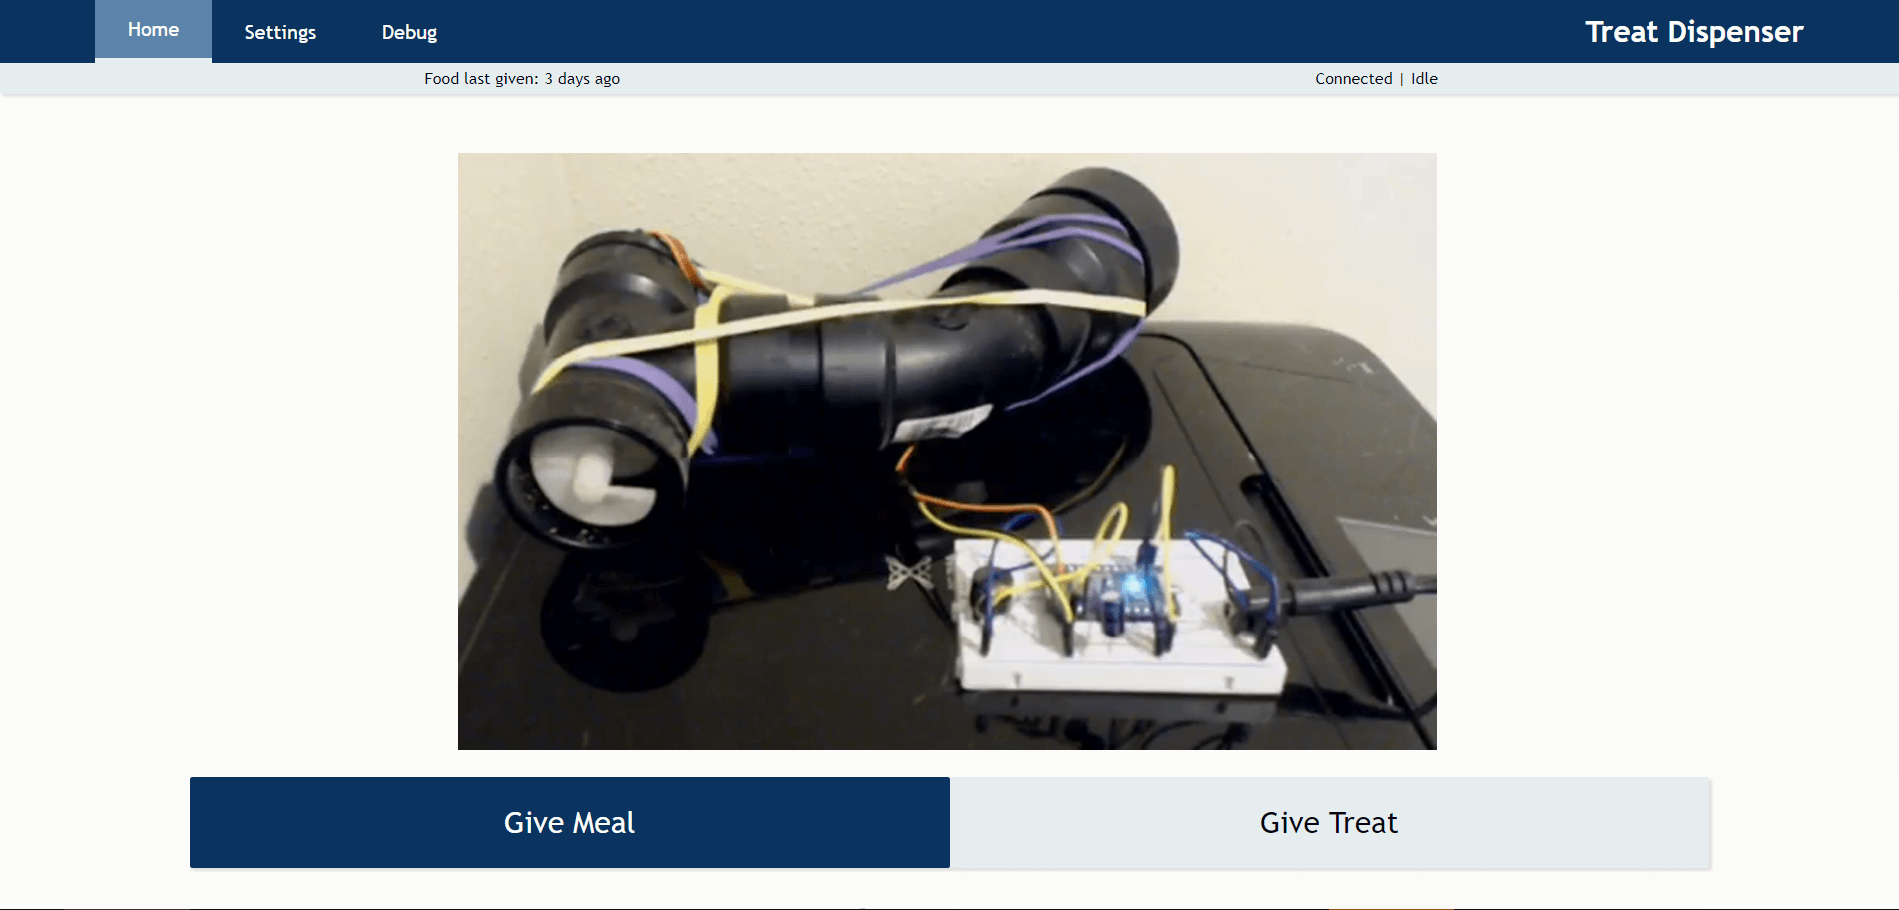 Home
Settings
Debug
Treat Dispenser
Food last given: 3 days ago
Connected | Idle
Give Meal
Give Treat